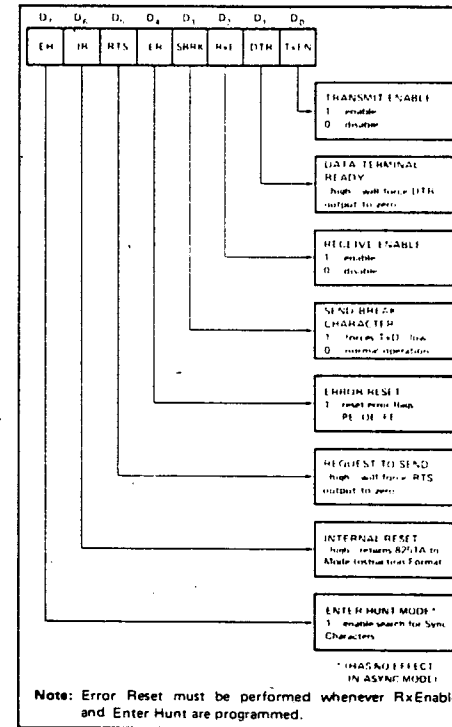 D7 D6 D5 D4 D3 D2 D1 D0
EH IR RTS ER SBRK RxE DTR TxEN
TRANSMIT ENABLE
1 enable
0 disable
DATA TERMINAL
READY
high will force DTR
output to zero
RECEIVE ENABLE
1 enable
0 disable
SEND BREAK
CHARACTER
1 forces TxD low
0 normal operation
ERROR RESET
1 reset error flags
PE OE FE
REQUEST TO SEND
high will force RTS
output to zero
INTERNAL RESET
high returns 8251A to
Mode Instruction Format
ENTER HUNT MODE*
1 enable search for Sync
Characters
* (HAS NO EFFECT
IN ASYNC MODE)
Note: Error Reset must be performed whenever RxEnabl
and Enter Hunt are programmed.